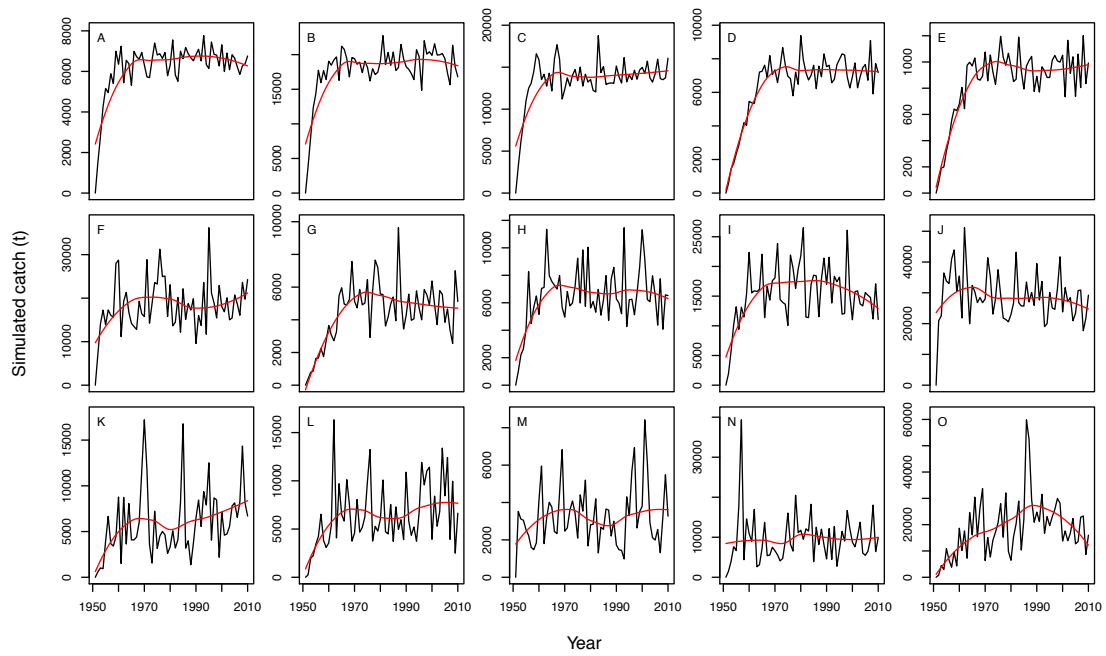 Simulated catch (t)
A
0 2000 4000 6000 8000
B
0 5000 15000
C
0 5000 10000 20000
D
0 2000 6000 10000
E
0 200 600 1000
F
0 10000 30000
G
0 2000 6000 10000
H
0 2000 6000 10000
I
0 5000 15000 25000
J
0 20000 40000
K
0 5000 10000 15000
L
0 5000 10000 15000
M
0 2000 6000
N
0 10000 30000
O
0 20000 40000 60000
1950 1970 1990 2010
1950 1970 1990 2010
1950 1970 1990 2010
1950 1970 1990 2010
1950 1970 1990 2010
Year